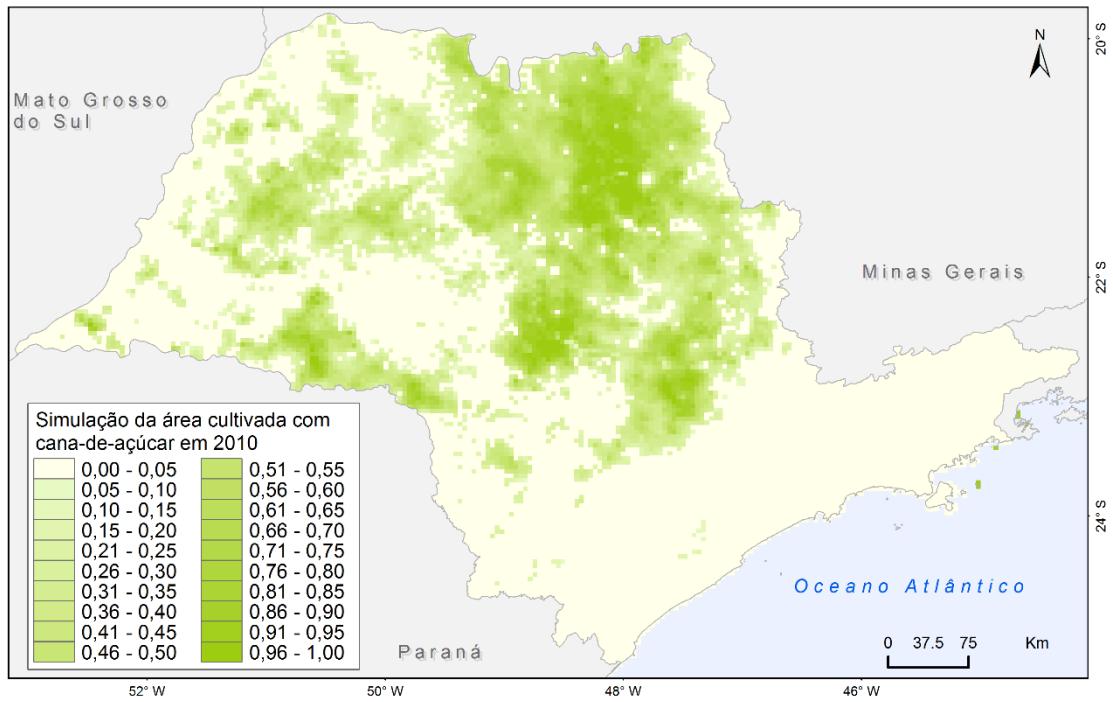 20° S
N
Mato Grosso
do Sul
22° S
Minas Gerais
Simulação da área cultivada com
cana-de-açúcar em 2010
0,00 - 0,05
0,05 - 0,10
0,10 - 0,15
0,15 - 0,20
0,21 - 0,25
0,26 - 0,30
0,31 - 0,35
0,36 - 0,40
0,41 - 0,45
0,46 - 0,50
0,51 - 0,55
0,56 - 0,60
0,61 - 0,65
0,66 - 0,70
0,71 - 0,75
0,76 - 0,80
0,81 - 0,85
0,86 - 0,90
0,91 - 0,95
0,96 - 1,00
24° S
Oceano Atlântico
Paraná
0 37.5 75 Km
52° W 50° W 48° W 46° W